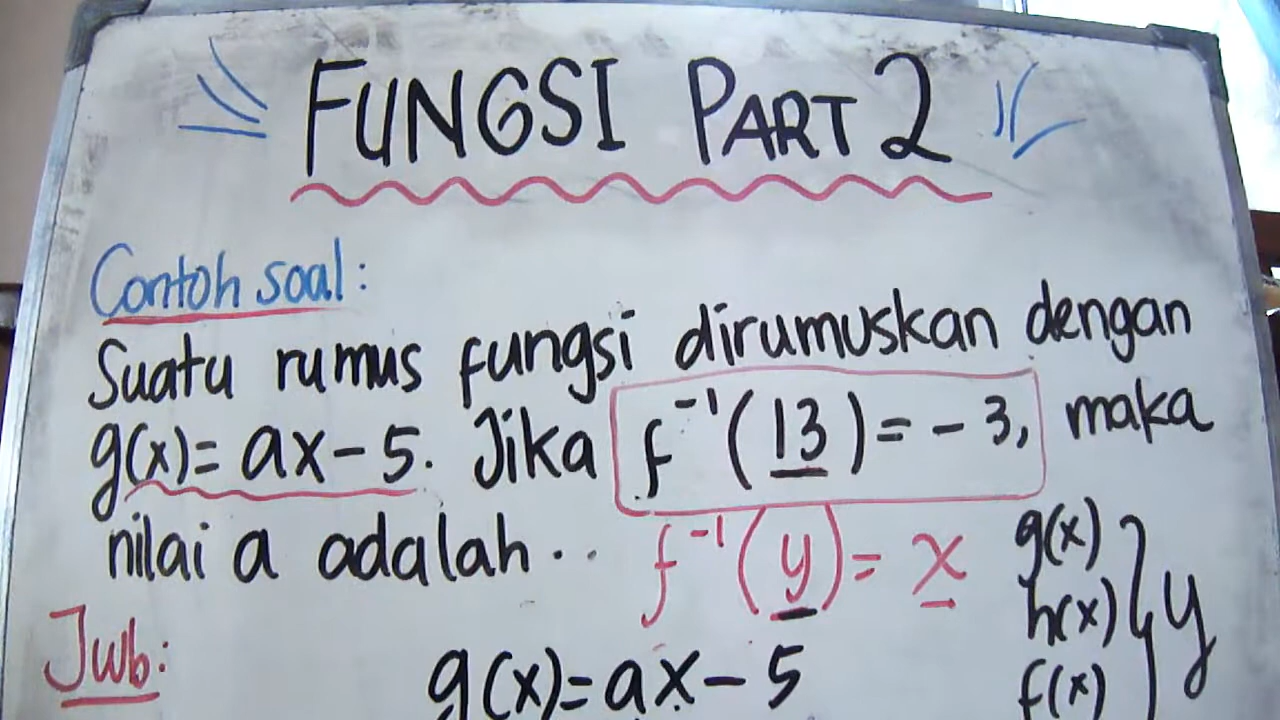 FUNGSI PART 2
Contoh soal:
Suatu rumus fungsi dirumuskan dengan
g(x) = ax - 5. Jika f⁻¹(13) = - 3, maka
nilai a adalah..
f⁻¹(y) = x
g(x)
h(x) } y
f(x)
Jwb:
g(x) = ax - 5